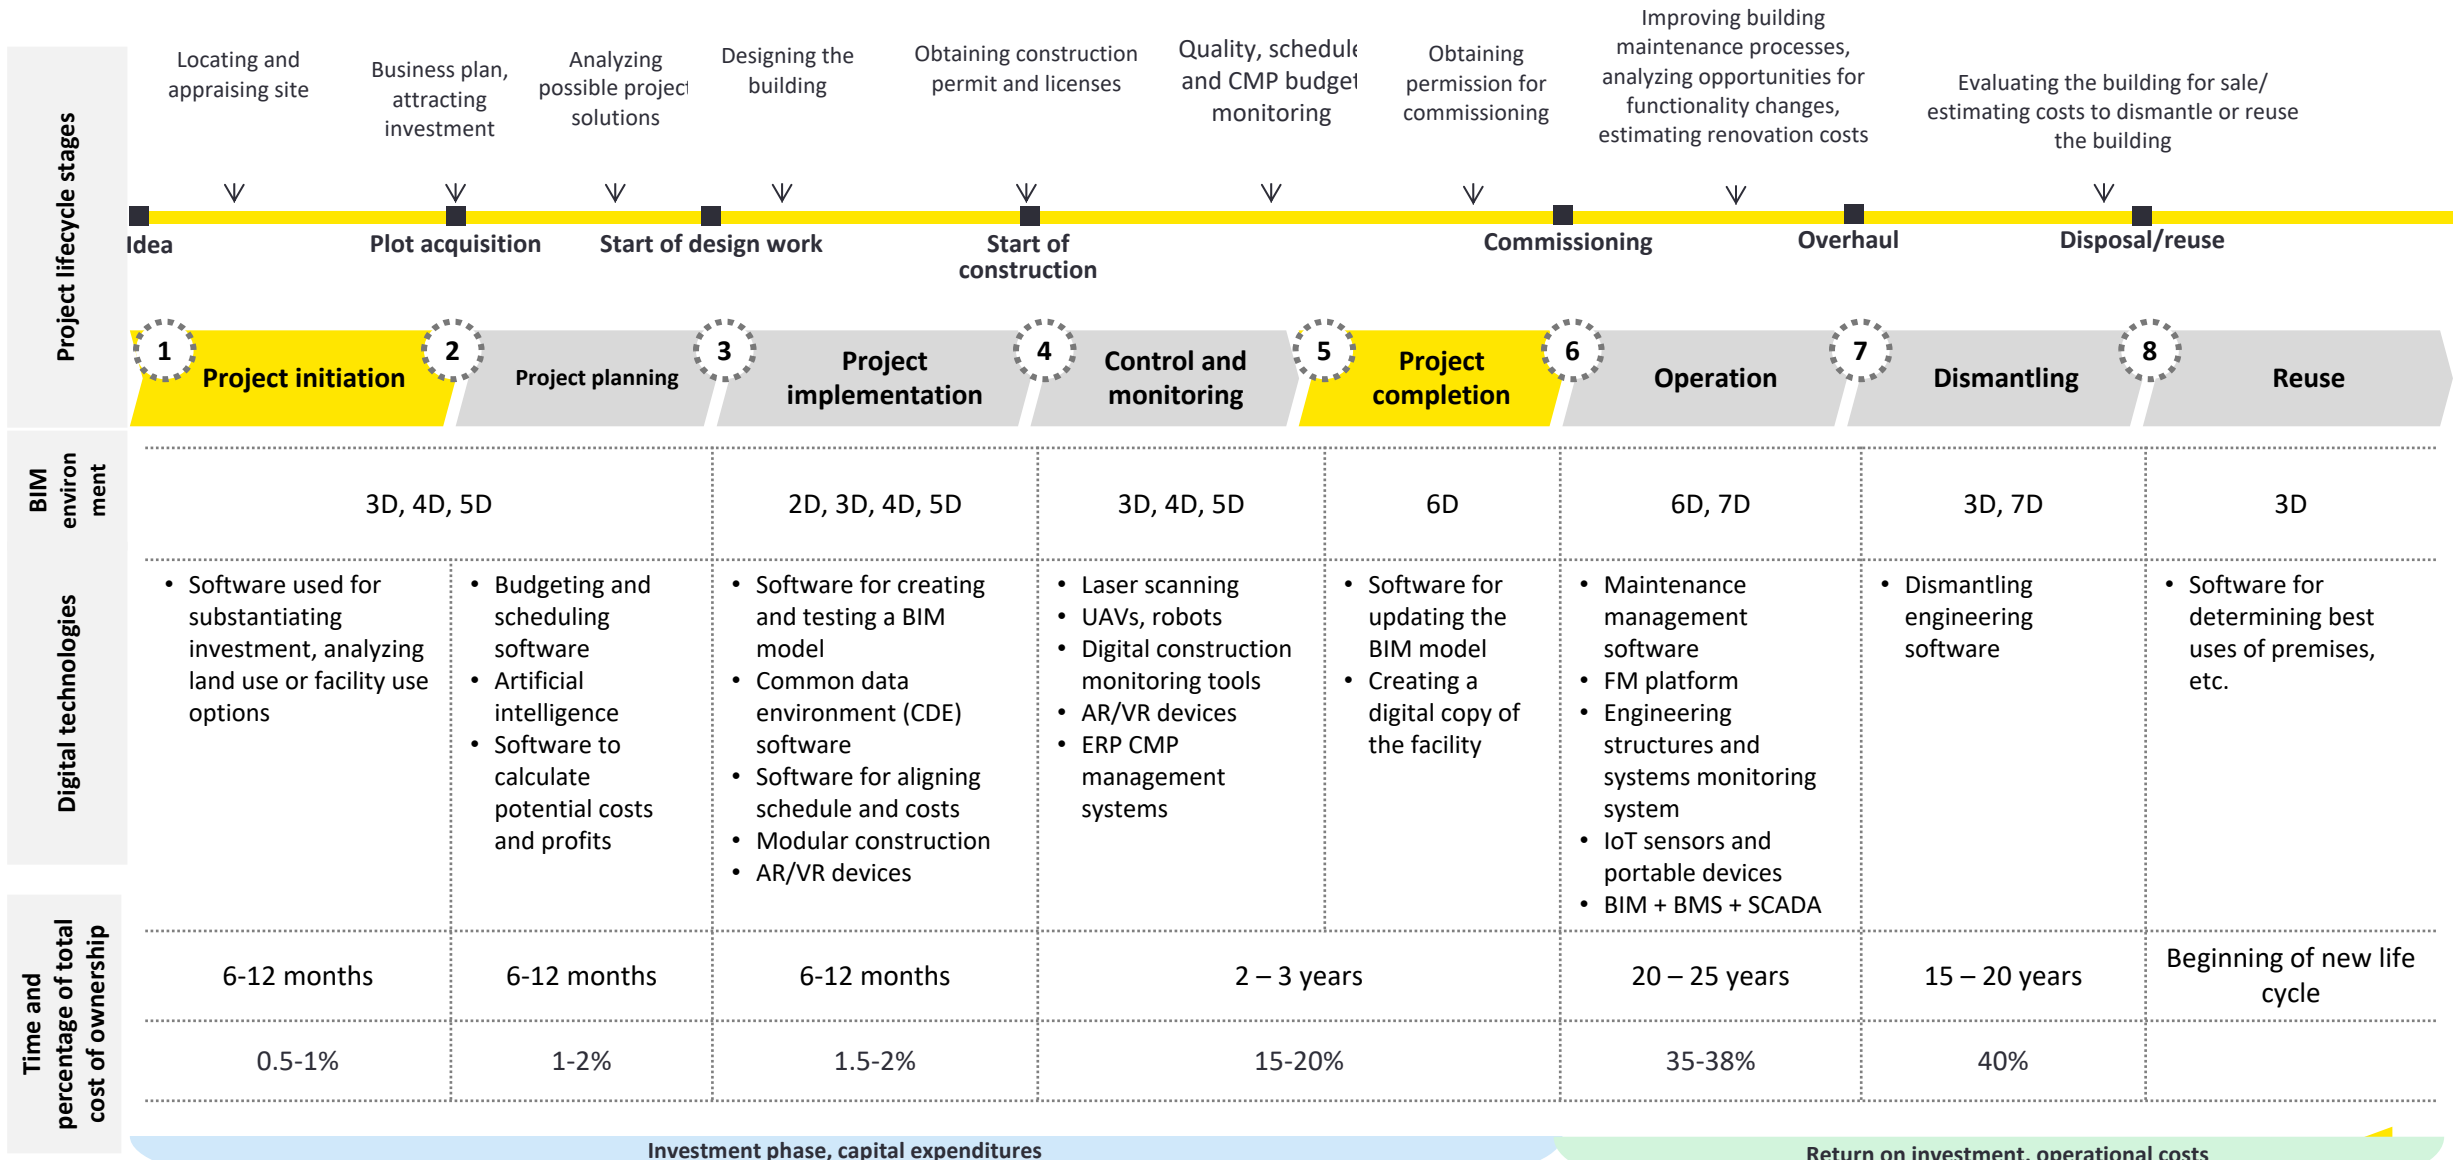 Project lifecycle stages
Locating and
appraising site
Business plan,
attracting
investment
Analyzing
possible project
solutions
Designing the
building
Obtaining construction
permit and licenses
Quality, schedule
and CMP budget
monitoring
Obtaining
permission for
commissioning
Improving building
maintenance processes,
analyzing opportunities for
functionality changes,
estimating renovation costs
Evaluating the building for sale/
estimating costs to dismantle or reuse
the building
Idea
Plot acquisition
Start of design work
Start of
construction
Commissioning
Overhaul
Disposal/reuse
1
Project initiation
2
Project planning
3
Project
implementation
4
Control and
monitoring
5
Project
completion
6
Operation
7
Dismantling
8
Reuse
BIM
environ
ment
3D, 4D, 5D
2D, 3D, 4D, 5D
3D, 4D, 5D
6D
6D, 7D
3D, 7D
3D
Digital technologies
• Software used for
substantiating
investment, analyzing
land use or facility use
options
• Budgeting and
scheduling
software
• Artificial
intelligence
• Software to
calculate
potential costs
and profits
• Software for creating
and testing a BIM
model
• Common data
environment (CDE)
software
• Software for aligning
schedule and costs
• Modular construction
• AR/VR devices
• Laser scanning
• UAVs, robots
• Digital construction
monitoring tools
• AR/VR devices
• ERP CMP
management
systems
• Software for
updating the
BIM model
• Creating a
digital copy of
the facility
• Maintenance
management
software
• FM platform
• Engineering
structures and
systems monitoring
system
• IoT sensors and
portable devices
• BIM + BMS + SCADA
• Dismantling
engineering
software
• Software for
determining best
uses of premises,
etc.
Time and
percentage of total
cost of ownership
6-12 months
6-12 months
6-12 months
2 – 3 years
20 – 25 years
15 – 20 years
Beginning of new life
cycle
0.5-1%
1-2%
1.5-2%
15-20%
35-38%
40%
Investment phase, capital expenditures
Return on investment, operational costs